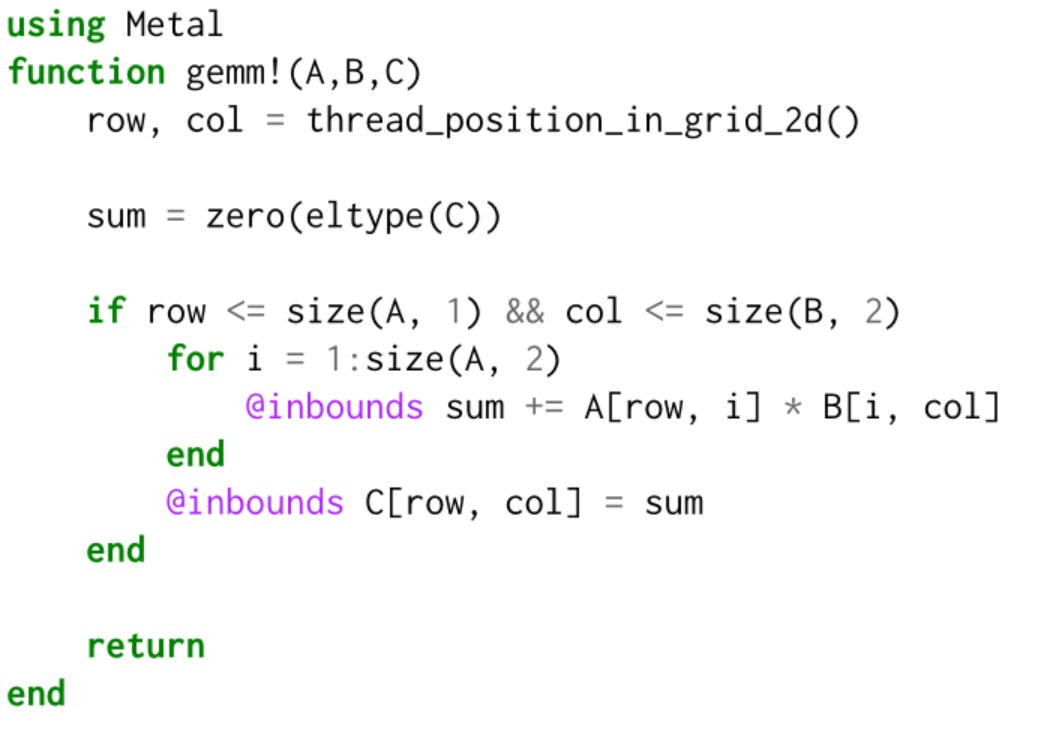 using Metal
function gemm!(A,B,C)
    row, col = thread_position_in_grid_2d()

    sum = zero(eltype(C))

    if row <= size(A, 1) && col <= size(B, 2)
        for i = 1:size(A, 2)
            @inbounds sum += A[row, i] * B[i, col]
        end
        @inbounds C[row, col] = sum
    end

    return
end